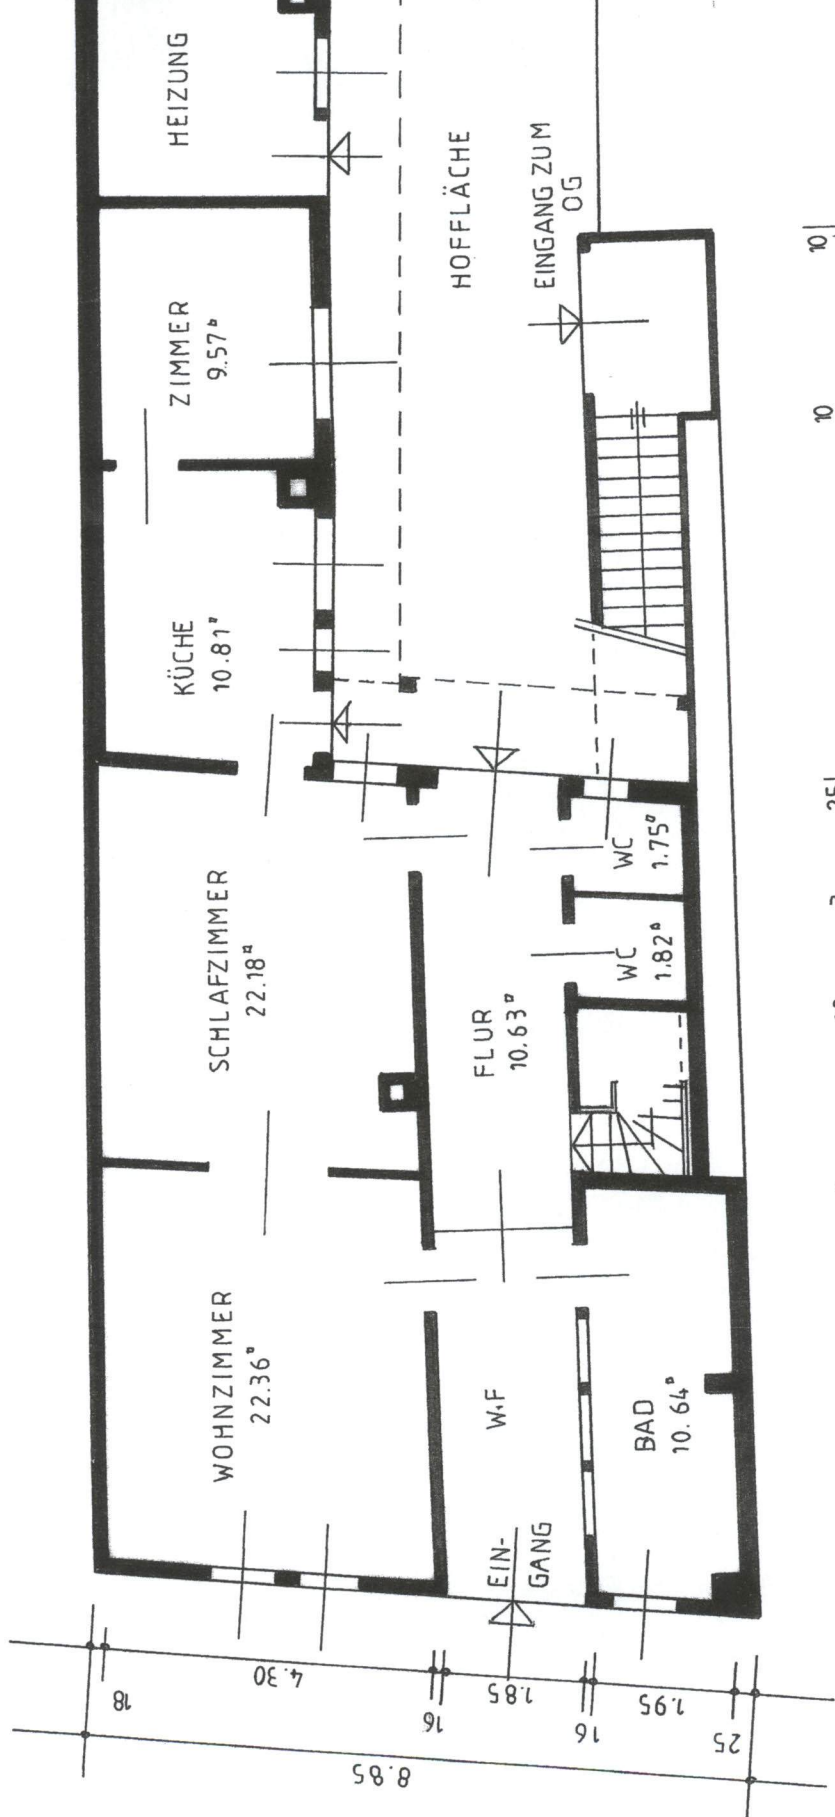 HEIZUNG
HOFFLÄCHE
EINGANG ZUM
OG
ZIMMER
9.57
KÜCHE
10.81
SCHLAFZIMMER
22.18
FLUR
10.63
WC
1.75
WC
1.82
WOHNZIMMER
22.36
W.F
BAD
10.64
EIN-
GANG
18
4.30
16
1.85
16
1.95
25
8.85
10
10